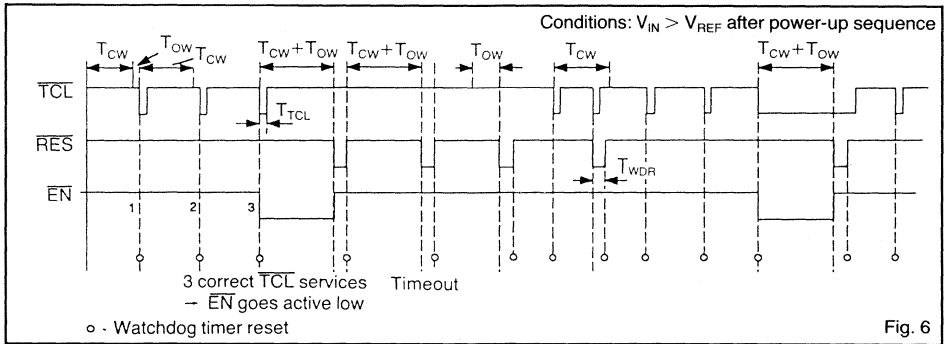 Conditions: V_IN > V_REF after power-up sequence
T_CW T_OW T_CW T_CW+T_OW T_CW+T_OW T_OW T_CW T_CW+T_OW
TCL
T_TCL
RES
T_WDR
EN
1 2 3
3 correct TCL services Timeout
→ EN goes active low
o - Watchdog timer reset
Fig. 6